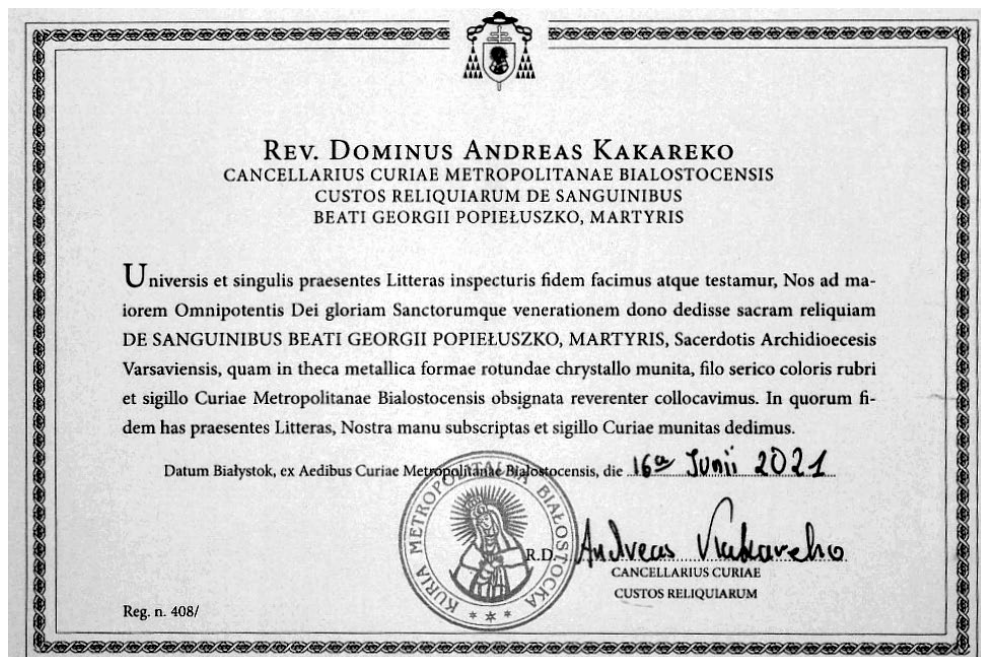 REV. DOMINUS ANDREAS KAKAREKO
CANCELLARIUS CURIAE METROPOLITANAE BIALOSTOCENSIS
CUSTOS RELIQUIARUM DE SANGUINIBUS
BEATI GEORGII POPIEŁUSZKO, MARTYRIS
Universis et singulis praesentes Litteras inspecturis fidem facimus atque testamur, Nos ad ma-
iorem Omnipotentis Dei gloriam Sanctorumque venerationem dono dedisse sacram reliquiam
DE SANGUINIBUS BEATI GEORGII POPIEŁUSZKO, MARTYRIS, Sacerdotis Archidioecesis
Varsaviensis, quam in theca metallica formae rotundae chrystallo munita, filo serico coloris rubri
et sigillo Curiae Metropolitanae Bialostocensis obsignata reverenter collocavimus. In quorum fi-
dem has praesentes Litteras, Nostra manu subscriptas et sigillo Curiae munitas dedimus.
Datum Białystok, ex Aedibus Curiae Metropolitanae Bialostocensis, die 16a Junii 2021
KURIA METROPOLITALNA BIAŁOSTOCKA
R.D. Andreas Kakareko
CANCELLARIUS CURIAE
CUSTOS RELIQUIARUM
Reg. n. 408/